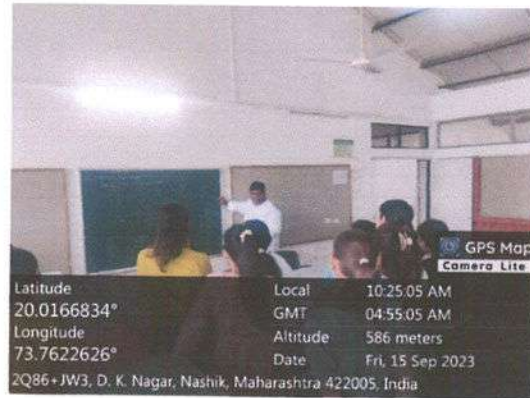 GPS Map
Camera Lite
Latitude
20.0166834°
Longitude
73.7622626°
Local 10:25:05 AM
GMT 04:55:05 AM
Altitude 586 meters
Date Fri, 15 Sep 2023
2Q86+JW3, D. K. Nagar, Nashik, Maharashtra 422005, India